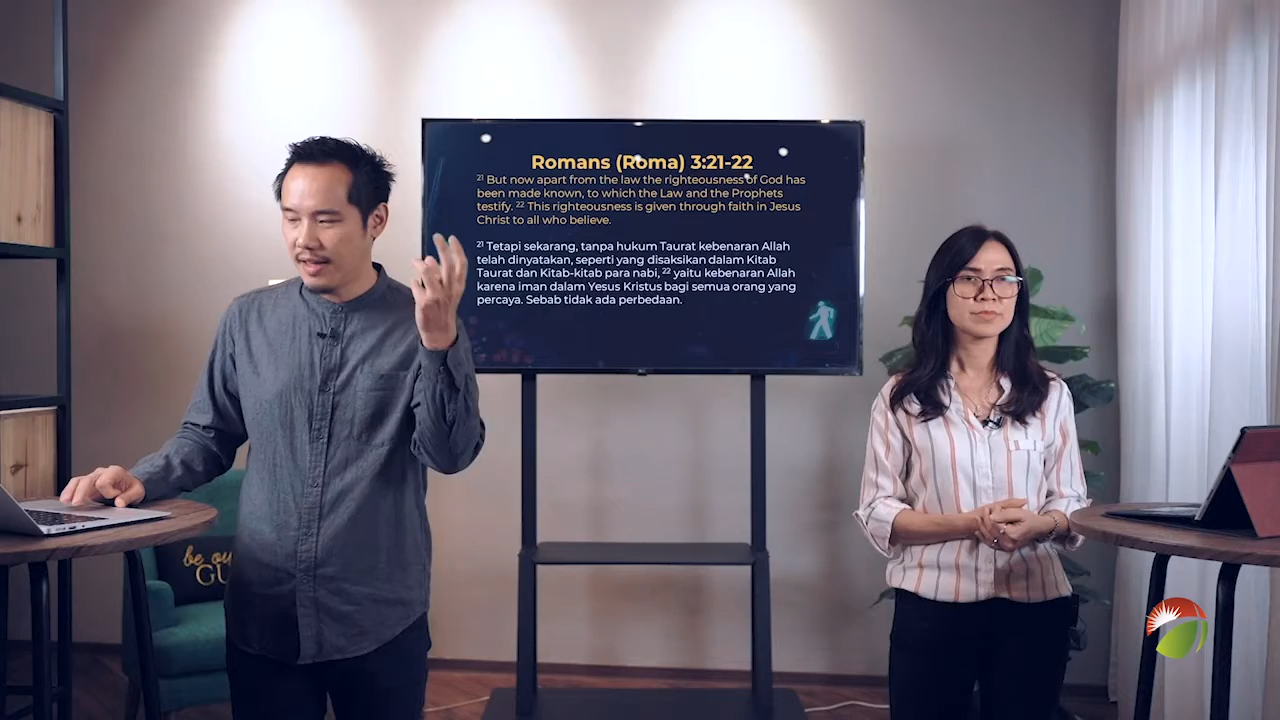 Romans (Roma) 3:21-22
²¹ But now apart from the law the righteousness of God has
been made known, to which the Law and the Prophets
testify. ²² This righteousness is given through faith in Jesus
Christ to all who believe.
²¹ Tetapi sekarang, tanpa hukum Taurat kebenaran Allah
telah dinyatakan, seperti yang disaksikan dalam Kitab
Taurat dan Kitab-kitab para nabi, ²² yaitu kebenaran Allah
karena iman dalam Yesus Kristus bagi semua orang yang
percaya. Sebab tidak ada perbedaan.
be